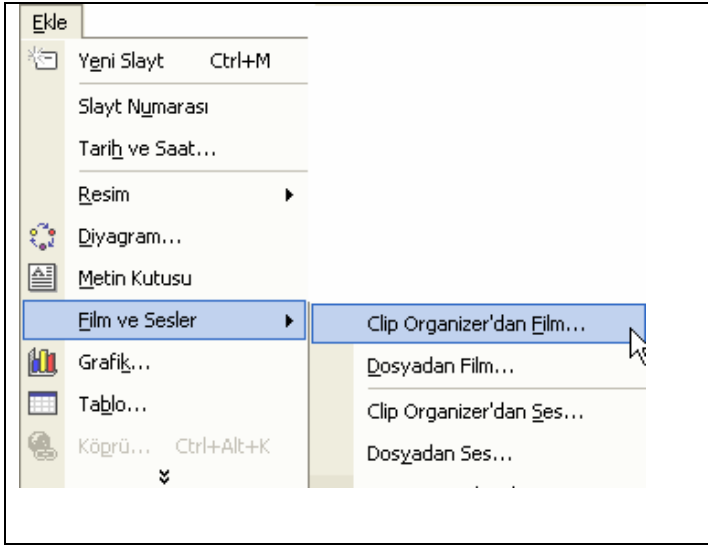 Ekle
Yeni Slayt Ctrl+M
Slayt Numarası
Tarih ve Saat...
Resim
Diyagram...
Metin Kutusu
Film ve Sesler
Grafik...
Tablo...
Köprü... Ctrl+Alt+K
Clip Organizer'dan Film...
Dosyadan Film...
Clip Organizer'dan Ses...
Dosyadan Ses...